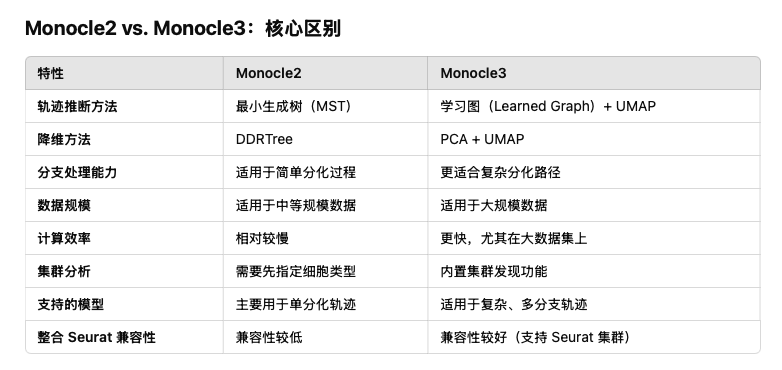 Monocle2 vs. Monocle3：核心区别
特性 Monocle2 Monocle3
轨迹推断方法 最小生成树（MST） 学习图（Learned Graph）+ UMAP
降维方法 DDRTree PCA + UMAP
分支处理能力 适用于简单分化过程 更适合复杂分化路径
数据规模 适用于中等规模数据 适用于大规模数据
计算效率 相对较慢 更快，尤其在大数据集上
集群分析 需要先指定细胞类型 内置集群发现功能
支持的模型 主要用于单分化轨迹 适用于复杂、多分支轨迹
整合 Seurat 兼容性 兼容性较低 兼容性较好（支持 Seurat 集群）